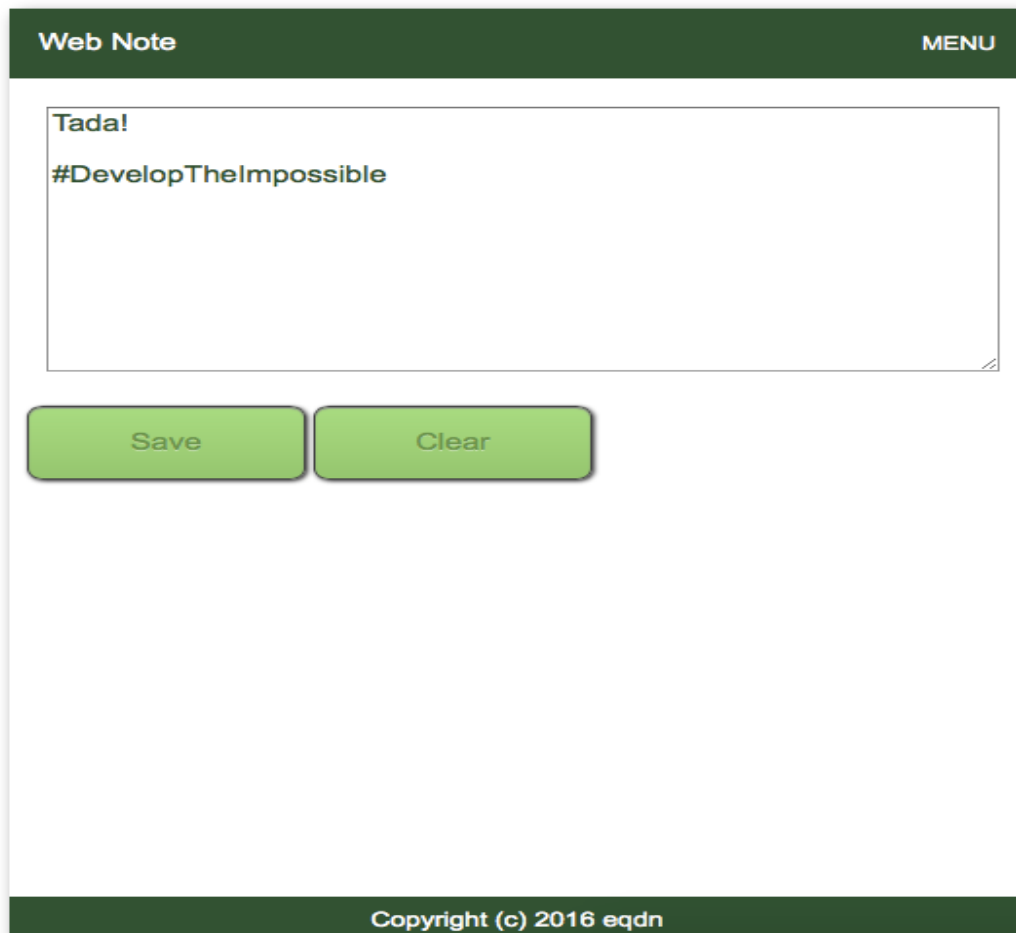 Web Note
MENU
Tada!
#DevelopTheImpossible
Save
Clear
Copyright (c) 2016 eqdn